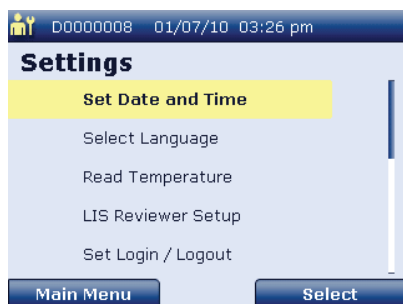 D0000008 01/07/10 03:26 pm
Settings
Set Date and Time
Select Language
Read Temperature
LIS Reviewer Setup
Set Login / Logout
Main Menu Select